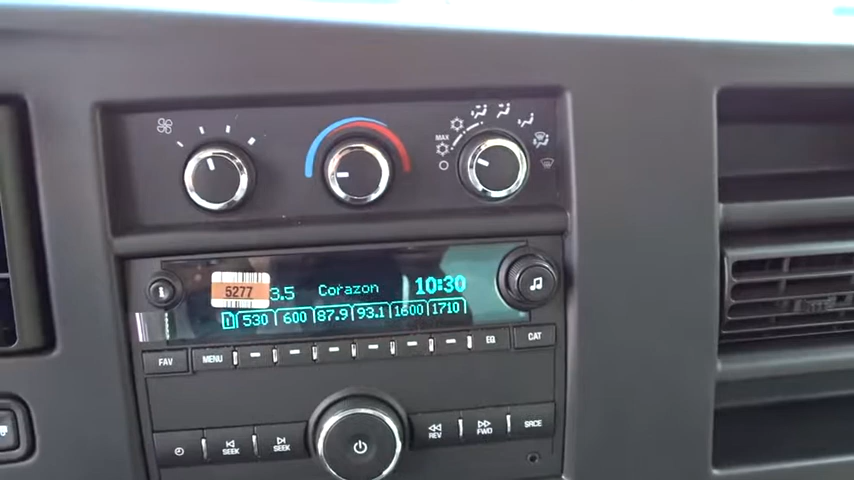 MAX
5277
3.5 Corazon 10:30
1 530 600 87.9 93.1 1600 1710
FAV MENU EQ CAT
SEEK SEEK REV FWD SRCE